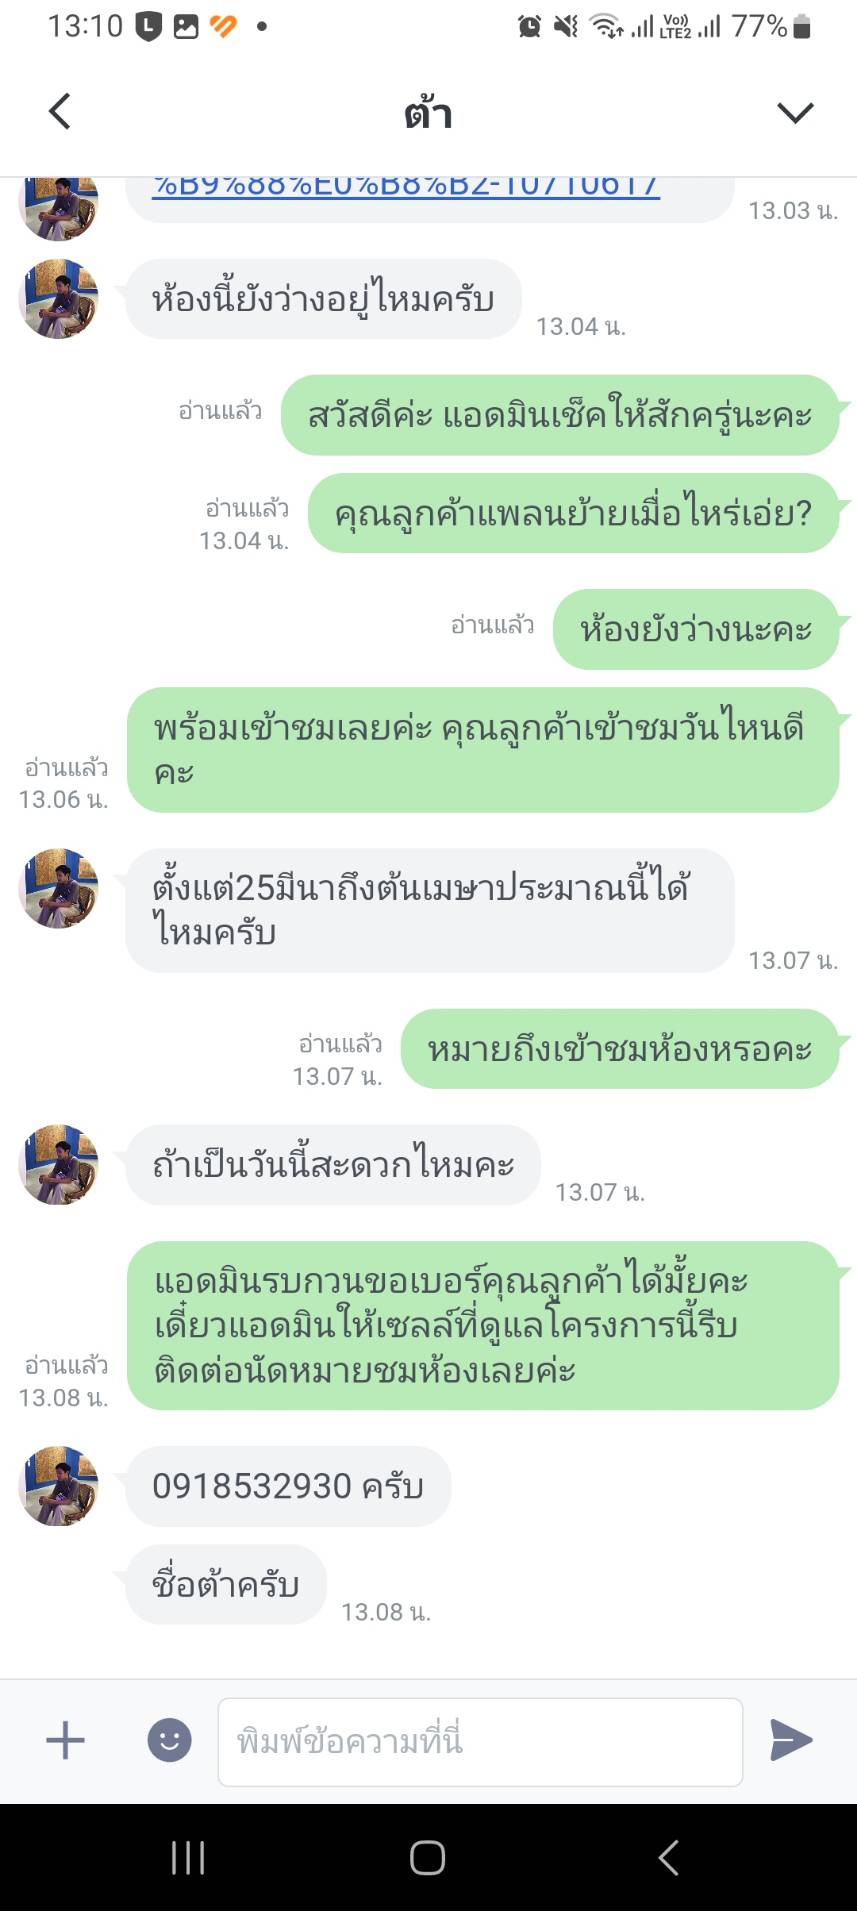 13:10
Vo))
LTE2
77%
ต้า
%B9%88%E0%B8%B2-10710617
13.03 น.
ห้องนี้ยังว่างอยู่ไหมครับ
13.04 น.
อ่านแล้ว
สวัสดีค่ะ แอดมินเช็คให้สักครู่นะคะ
อ่านแล้ว
13.04 น.
คุณลูกค้าแพลนย้ายเมื่อไหร่เอ่ย?
อ่านแล้ว
ห้องยังว่างนะคะ
พร้อมเข้าชมเลยค่ะ คุณลูกค้าเข้าชมวันไหนดี
คะ
อ่านแล้ว
13.06 น.
ตั้งแต่25มีนาถึงต้นเมษาประมาณนี้ได้
ไหมครับ
13.07 น.
อ่านแล้ว
13.07 น.
หมายถึงเข้าชมห้องหรอคะ
ถ้าเป็นวันนี้สะดวกไหมคะ
13.07 น.
แอดมินรบกวนขอเบอร์คุณลูกค้าได้มั้ยคะ
เดี๋ยวแอดมินให้เซลล์ที่ดูแลโครงการนี้รีบ
ติดต่อนัดหมายชมห้องเลยค่ะ
อ่านแล้ว
13.08 น.
0918532930 ครับ
ชื่อต้าครับ
13.08 น.
พิมพ์ข้อความที่นี่